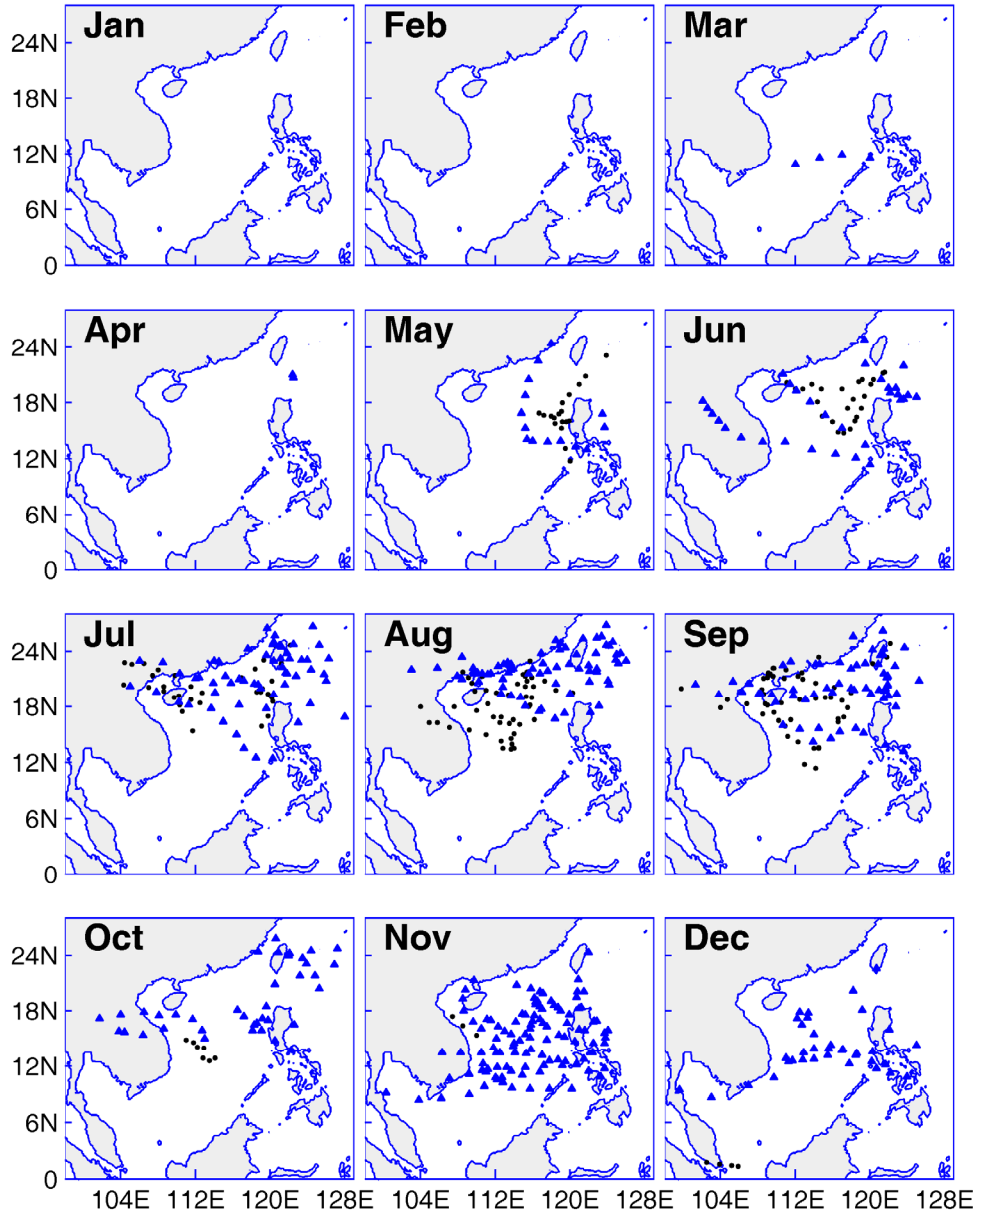 Jan Feb Mar
24N
18N
12N
6N
0
Apr May Jun
24N
18N
12N
6N
0
Jul Aug Sep
24N
18N
12N
6N
0
Oct Nov Dec
24N
18N
12N
6N
0
104E 112E 120E 128E 104E 112E 120E 128E 104E 112E 120E 128E